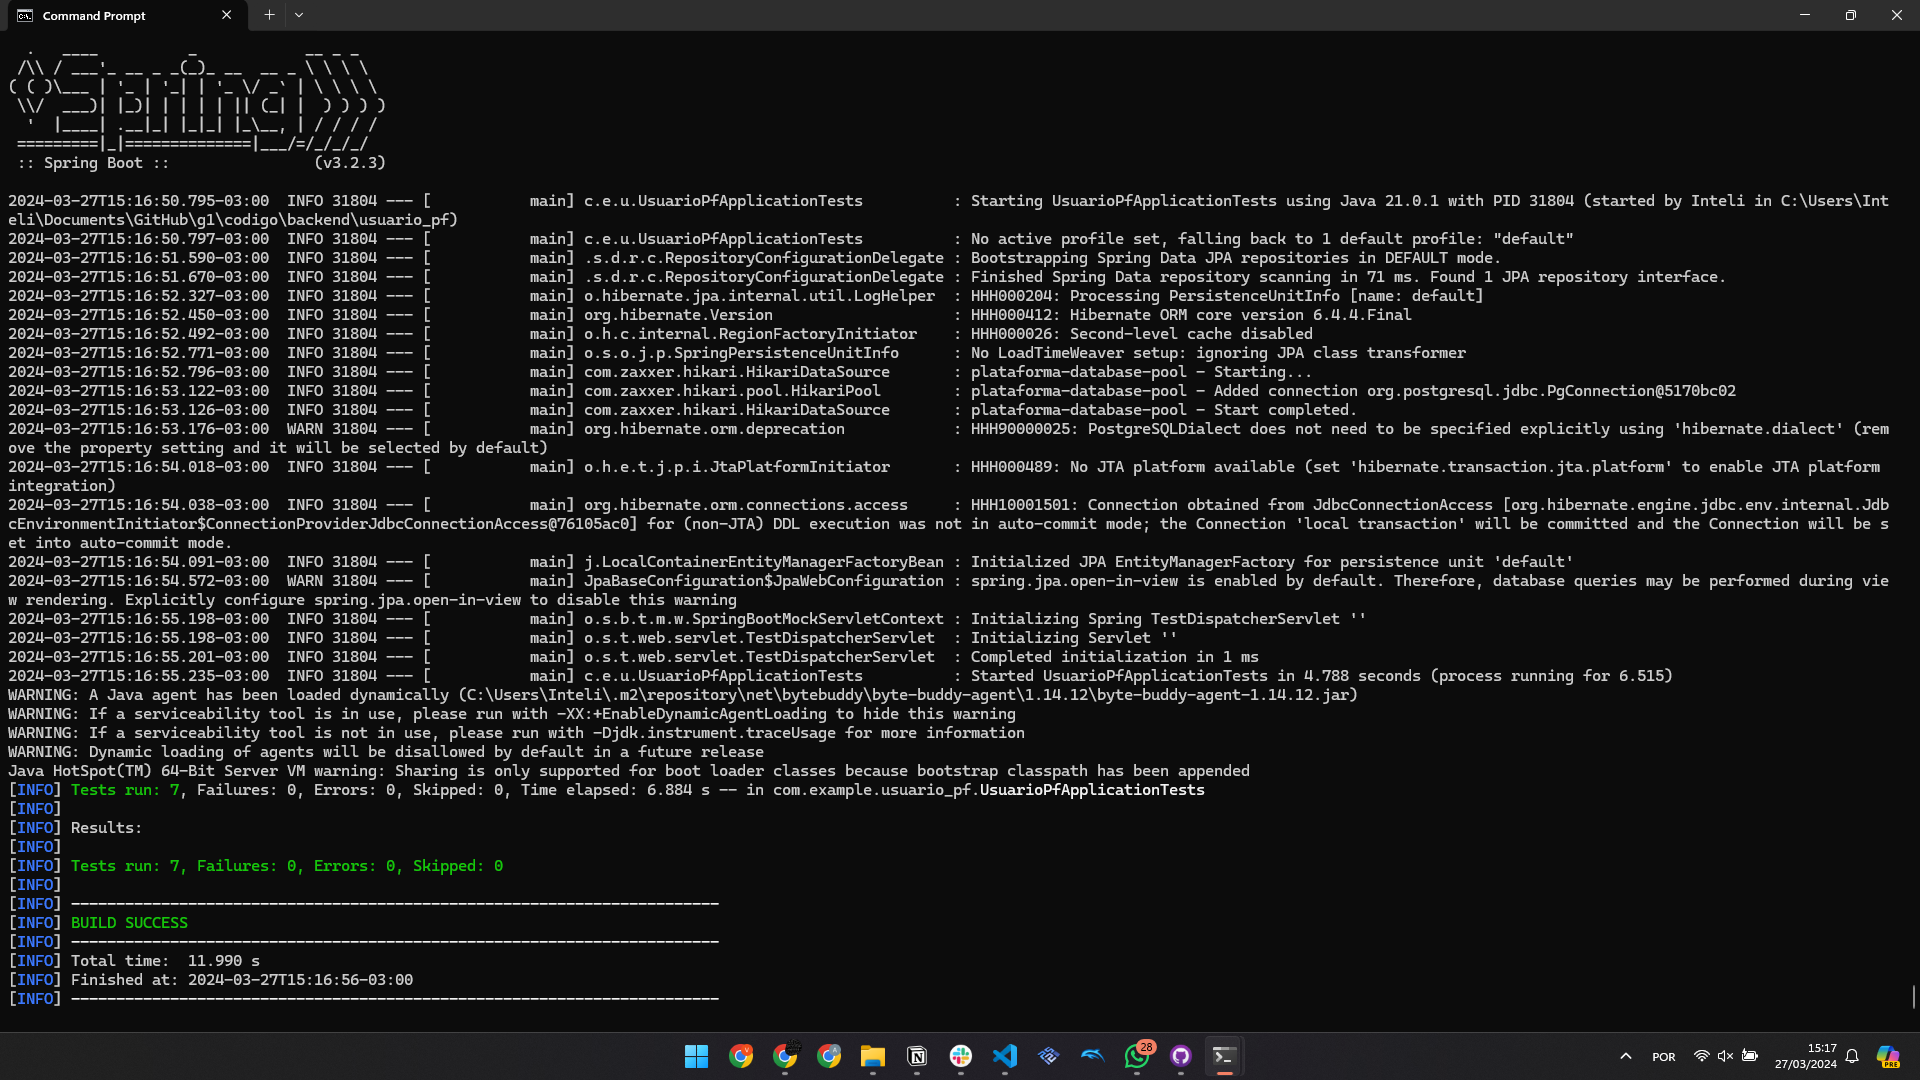 Command Prompt
  .   ____          _            __ _ _
 /\\ / ___'_ __ _ _(_)_ __  __ _ \ \ \ \
( ( )\___ | '_ | '_| | '_ \/ _` | \ \ \ \
 \\/  ___)| |_)| | | | | || (_| |  ) ) ) )
  '  |____| .__|_| |_|_| |_\__, | / / / /
 =========|_|==============|___/=/_/_/_/
 :: Spring Boot ::                (v3.2.3)
2024-03-27T15:16:50.795-03:00  INFO 31804 --- [           main] c.e.u.UsuarioPfApplicationTests          : Starting UsuarioPfApplicationTests using Java 21.0.1 with PID 31804 (started by Inteli in C:\Users\Int
eli\Documents\GitHub\g1\codigo\backend\usuario_pf)
2024-03-27T15:16:50.797-03:00  INFO 31804 --- [           main] c.e.u.UsuarioPfApplicationTests          : No active profile set, falling back to 1 default profile: "default"
2024-03-27T15:16:51.590-03:00  INFO 31804 --- [           main] .s.d.r.c.RepositoryConfigurationDelegate : Bootstrapping Spring Data JPA repositories in DEFAULT mode.
2024-03-27T15:16:51.670-03:00  INFO 31804 --- [           main] .s.d.r.c.RepositoryConfigurationDelegate : Finished Spring Data repository scanning in 71 ms. Found 1 JPA repository interface.
2024-03-27T15:16:52.327-03:00  INFO 31804 --- [           main] o.hibernate.jpa.internal.util.LogHelper  : HHH000204: Processing PersistenceUnitInfo [name: default]
2024-03-27T15:16:52.450-03:00  INFO 31804 --- [           main] org.hibernate.Version                    : HHH000412: Hibernate ORM core version 6.4.4.Final
2024-03-27T15:16:52.492-03:00  INFO 31804 --- [           main] o.h.c.internal.RegionFactoryInitiator    : HHH000026: Second-level cache disabled
2024-03-27T15:16:52.771-03:00  INFO 31804 --- [           main] o.s.o.j.p.SpringPersistenceUnitInfo      : No LoadTimeWeaver setup: ignoring JPA class transformer
2024-03-27T15:16:52.796-03:00  INFO 31804 --- [           main] com.zaxxer.hikari.HikariDataSource       : plataforma-database-pool - Starting...
2024-03-27T15:16:53.122-03:00  INFO 31804 --- [           main] com.zaxxer.hikari.pool.HikariPool        : plataforma-database-pool - Added connection org.postgresql.jdbc.PgConnection@5170bc02
2024-03-27T15:16:53.126-03:00  INFO 31804 --- [           main] com.zaxxer.hikari.HikariDataSource       : plataforma-database-pool - Start completed.
2024-03-27T15:16:53.176-03:00  WARN 31804 --- [           main] org.hibernate.orm.deprecation            : HHH90000025: PostgreSQLDialect does not need to be specified explicitly using 'hibernate.dialect' (rem
ove the property setting and it will be selected by default)
2024-03-27T15:16:54.018-03:00  INFO 31804 --- [           main] o.h.e.t.j.p.i.JtaPlatformInitiator       : HHH000489: No JTA platform available (set 'hibernate.transaction.jta.platform' to enable JTA platform
integration)
2024-03-27T15:16:54.038-03:00  INFO 31804 --- [           main] org.hibernate.orm.connections.access     : HHH10001501: Connection obtained from JdbcConnectionAccess [org.hibernate.engine.jdbc.env.internal.Jdb
cEnvironmentInitiator$ConnectionProviderJdbcConnectionAccess@76105ac0] for (non-JTA) DDL execution was not in auto-commit mode; the Connection 'local transaction' will be committed and the Connection will be s
et into auto-commit mode.
2024-03-27T15:16:54.091-03:00  INFO 31804 --- [           main] j.LocalContainerEntityManagerFactoryBean : Initialized JPA EntityManagerFactory for persistence unit 'default'
2024-03-27T15:16:54.572-03:00  WARN 31804 --- [           main] JpaBaseConfiguration$JpaWebConfiguration : spring.jpa.open-in-view is enabled by default. Therefore, database queries may be performed during vie
w rendering. Explicitly configure spring.jpa.open-in-view to disable this warning
2024-03-27T15:16:55.198-03:00  INFO 31804 --- [           main] o.s.b.t.m.w.SpringBootMockServletContext : Initializing Spring TestDispatcherServlet ''
2024-03-27T15:16:55.198-03:00  INFO 31804 --- [           main] o.s.t.web.servlet.TestDispatcherServlet  : Initializing Servlet ''
2024-03-27T15:16:55.201-03:00  INFO 31804 --- [           main] o.s.t.web.servlet.TestDispatcherServlet  : Completed initialization in 1 ms
2024-03-27T15:16:55.235-03:00  INFO 31804 --- [           main] c.e.u.UsuarioPfApplicationTests          : Started UsuarioPfApplicationTests in 4.788 seconds (process running for 6.515)
WARNING: A Java agent has been loaded dynamically (C:\Users\Inteli\.m2\repository\net\bytebuddy\byte-buddy-agent\1.14.12\byte-buddy-agent-1.14.12.jar)
WARNING: If a serviceability tool is in use, please run with -XX:+EnableDynamicAgentLoading to hide this warning
WARNING: If a serviceability tool is not in use, please run with -Djdk.instrument.traceUsage for more information
WARNING: Dynamic loading of agents will be disallowed by default in a future release
Java HotSpot(TM) 64-Bit Server VM warning: Sharing is only supported for boot loader classes because bootstrap classpath has been appended
[INFO] Tests run: 7, Failures: 0, Errors: 0, Skipped: 0, Time elapsed: 6.884 s -- in com.example.usuario_pf.UsuarioPfApplicationTests
[INFO]
[INFO] Results:
[INFO]
[INFO] Tests run: 7, Failures: 0, Errors: 0, Skipped: 0
[INFO]
[INFO] ------------------------------------------------------------------------
[INFO] BUILD SUCCESS
[INFO] ------------------------------------------------------------------------
[INFO] Total time:  11.990 s
[INFO] Finished at: 2024-03-27T15:16:56-03:00
[INFO] ------------------------------------------------------------------------
28
POR
15:17
27/03/2024
PRE